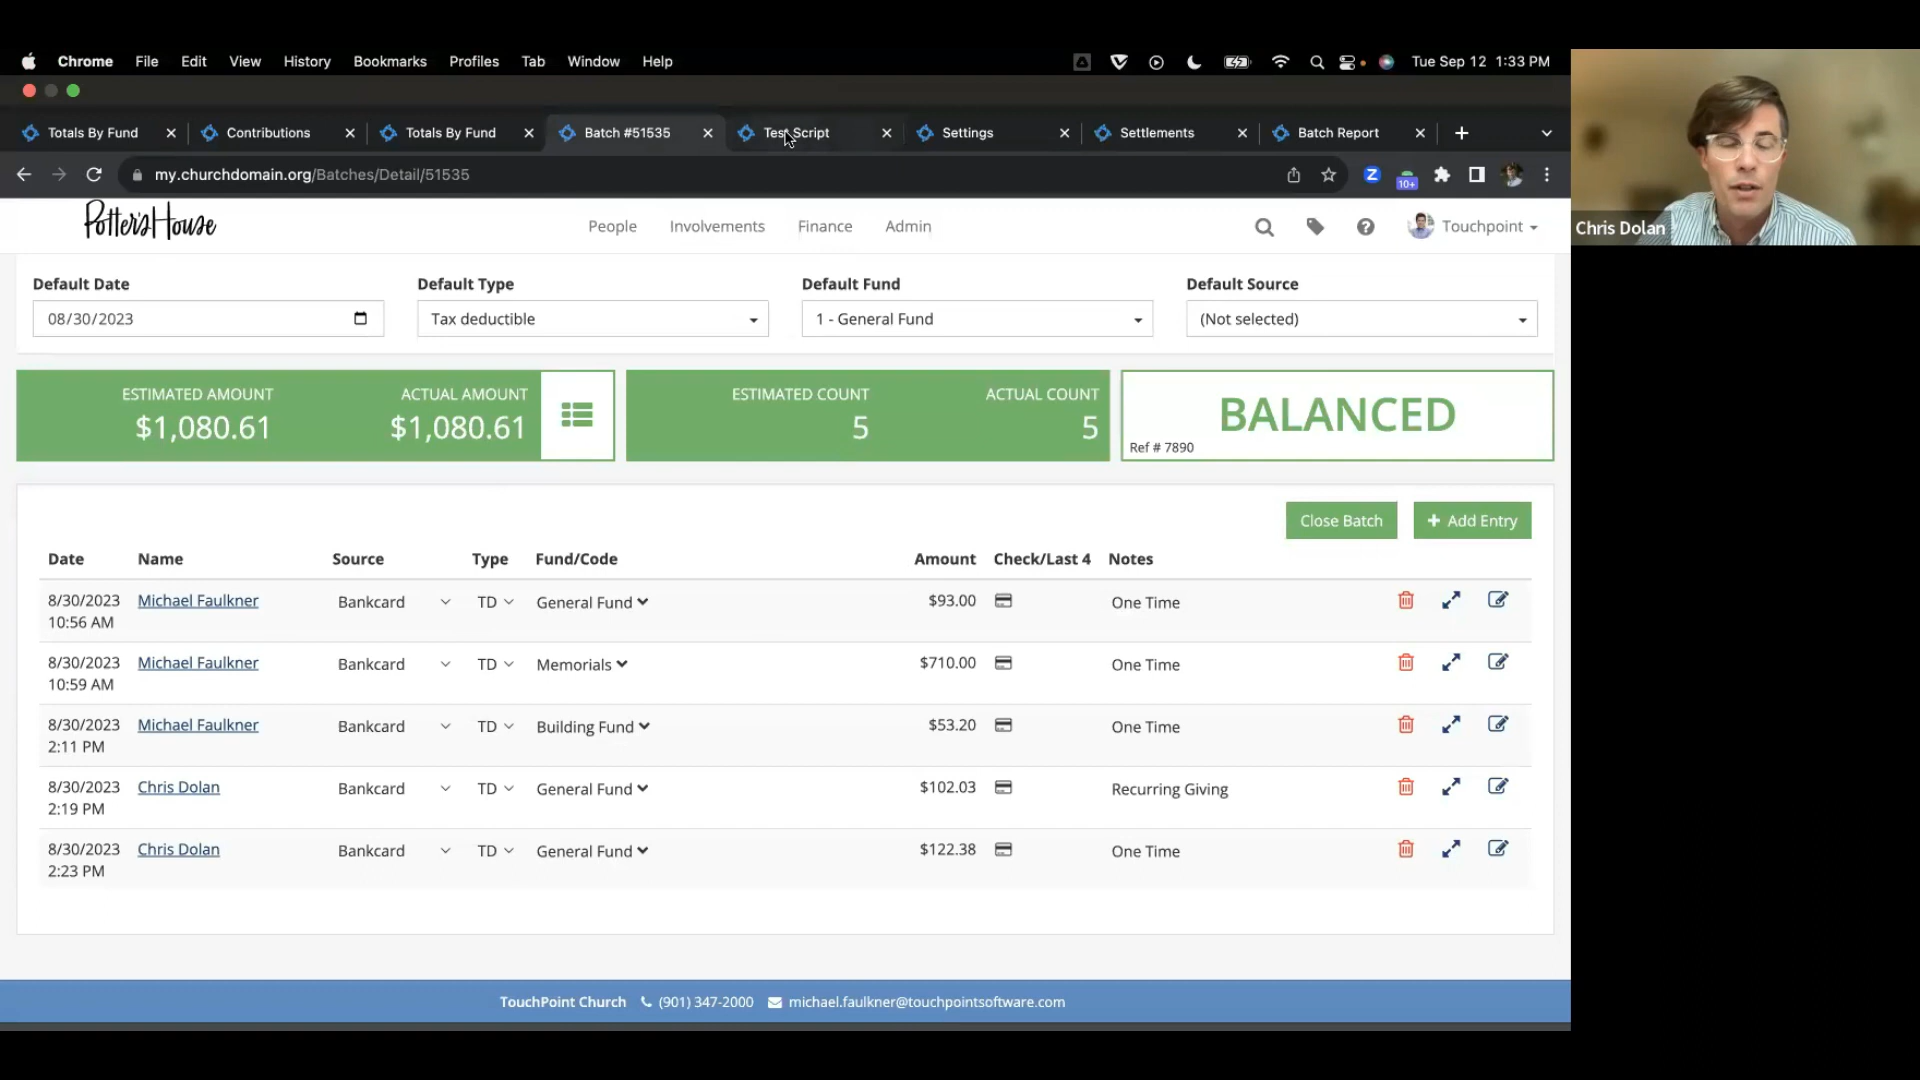 Chrome File Edit View History Bookmarks Profiles Tab Window Help Tue Sep 12 1:33 PM
Totals By Fund Contributions Totals By Fund Batch #51535 Test Script Settings Settlements Batch Report
my.churchdomain.org/Batches/Detail/51535
10+
Potter's House People Involvements Finance Admin Touchpoint
Chris Dolan
Default Date Default Type Default Fund Default Source
08/30/2023 Tax deductible 1 - General Fund (Not selected)
ESTIMATED AMOUNT ACTUAL AMOUNT ESTIMATED COUNT ACTUAL COUNT
$1,080.61 $1,080.61 5 5
BALANCED
Ref # 7890
Close Batch + Add Entry
Date Name Source Type Fund/Code Amount Check/Last 4 Notes
8/30/2023 Michael Faulkner Bankcard TD General Fund $93.00 One Time
10:56 AM
8/30/2023 Michael Faulkner Bankcard TD Memorials $710.00 One Time
10:59 AM
8/30/2023 Michael Faulkner Bankcard TD Building Fund $53.20 One Time
2:11 PM
8/30/2023 Chris Dolan Bankcard TD General Fund $102.03 Recurring Giving
2:19 PM
8/30/2023 Chris Dolan Bankcard TD General Fund $122.38 One Time
2:23 PM
TouchPoint Church (901) 347-2000 michael.faulkner@touchpointsoftware.com